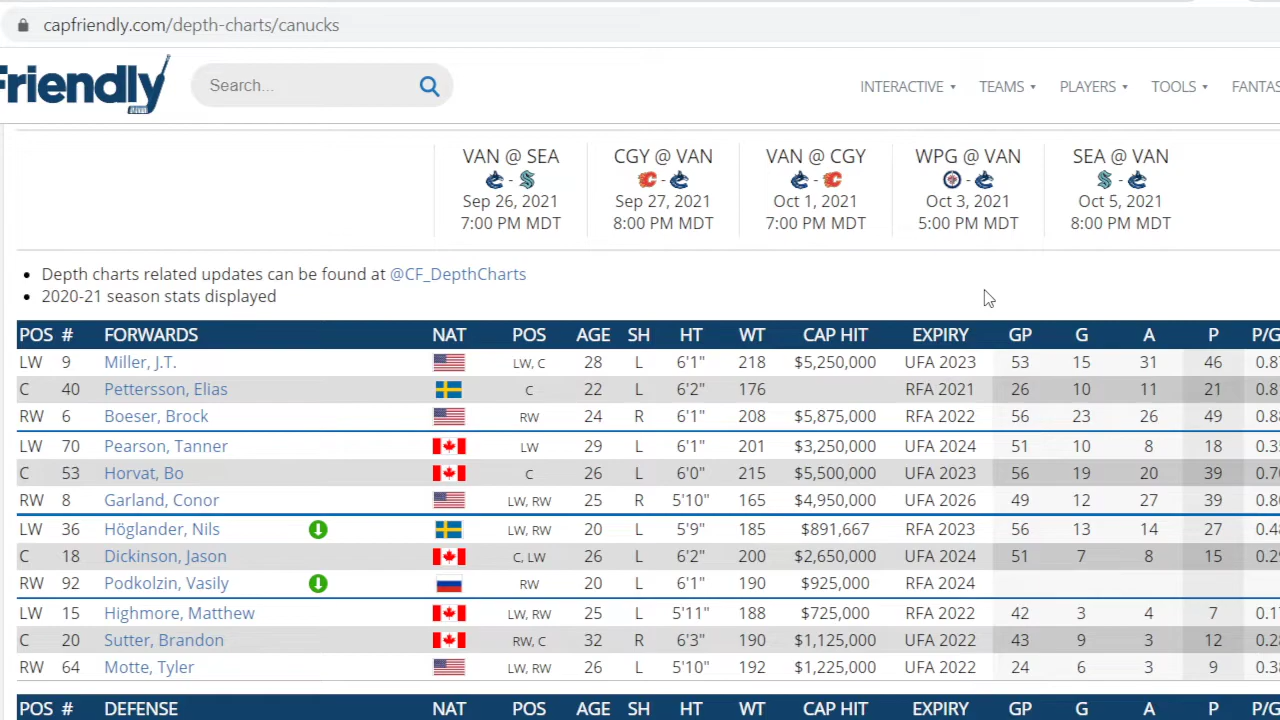 capfriendly.com/depth-charts/canucks
Friendly Search... INTERACTIVE TEAMS PLAYERS TOOLS FANTAS
VAN @ SEA CGY @ VAN VAN @ CGY WPG @ VAN SEA @ VAN
- - - - -
Sep 26, 2021 Sep 27, 2021 Oct 1, 2021 Oct 3, 2021 Oct 5, 2021
7:00 PM MDT 8:00 PM MDT 7:00 PM MDT 5:00 PM MDT 8:00 PM MDT
• Depth charts related updates can be found at @CF_DepthCharts
• 2020-21 season stats displayed
POS # FORWARDS NAT POS AGE SH HT WT CAP HIT EXPIRY GP G A P P/G
LW 9 Miller, J.T. LW, C 28 L 6'1" 218 $5,250,000 UFA 2023 53 15 31 46 0.8
C 40 Pettersson, Elias C 22 L 6'2" 176 RFA 2021 26 10 11 21 0.8
RW 6 Boeser, Brock RW 24 R 6'1" 208 $5,875,000 RFA 2022 56 23 26 49 0.8
LW 70 Pearson, Tanner LW 29 L 6'1" 201 $3,250,000 UFA 2024 51 10 8 18 0.3
C 53 Horvat, Bo C 26 L 6'0" 215 $5,500,000 UFA 2023 56 19 20 39 0.7
RW 8 Garland, Conor LW, RW 25 R 5'10" 165 $4,950,000 UFA 2026 49 12 27 39 0.8
LW 36 Höglander, Nils LW, RW 20 L 5'9" 185 $891,667 RFA 2023 56 13 14 27 0.4
C 18 Dickinson, Jason C, LW 26 L 6'2" 200 $2,650,000 UFA 2024 51 7 8 15 0.2
RW 92 Podkolzin, Vasily RW 20 L 6'1" 190 $925,000 RFA 2024
LW 15 Highmore, Matthew LW, RW 25 L 5'11" 188 $725,000 RFA 2022 42 3 4 7 0.1
C 20 Sutter, Brandon RW, C 32 R 6'3" 190 $1,125,000 UFA 2022 43 9 3 12 0.2
RW 64 Motte, Tyler LW, RW 26 L 5'10" 192 $1,225,000 UFA 2022 24 6 3 9 0.3
POS # DEFENSE NAT POS AGE SH HT WT CAP HIT EXPIRY GP G A P P/G